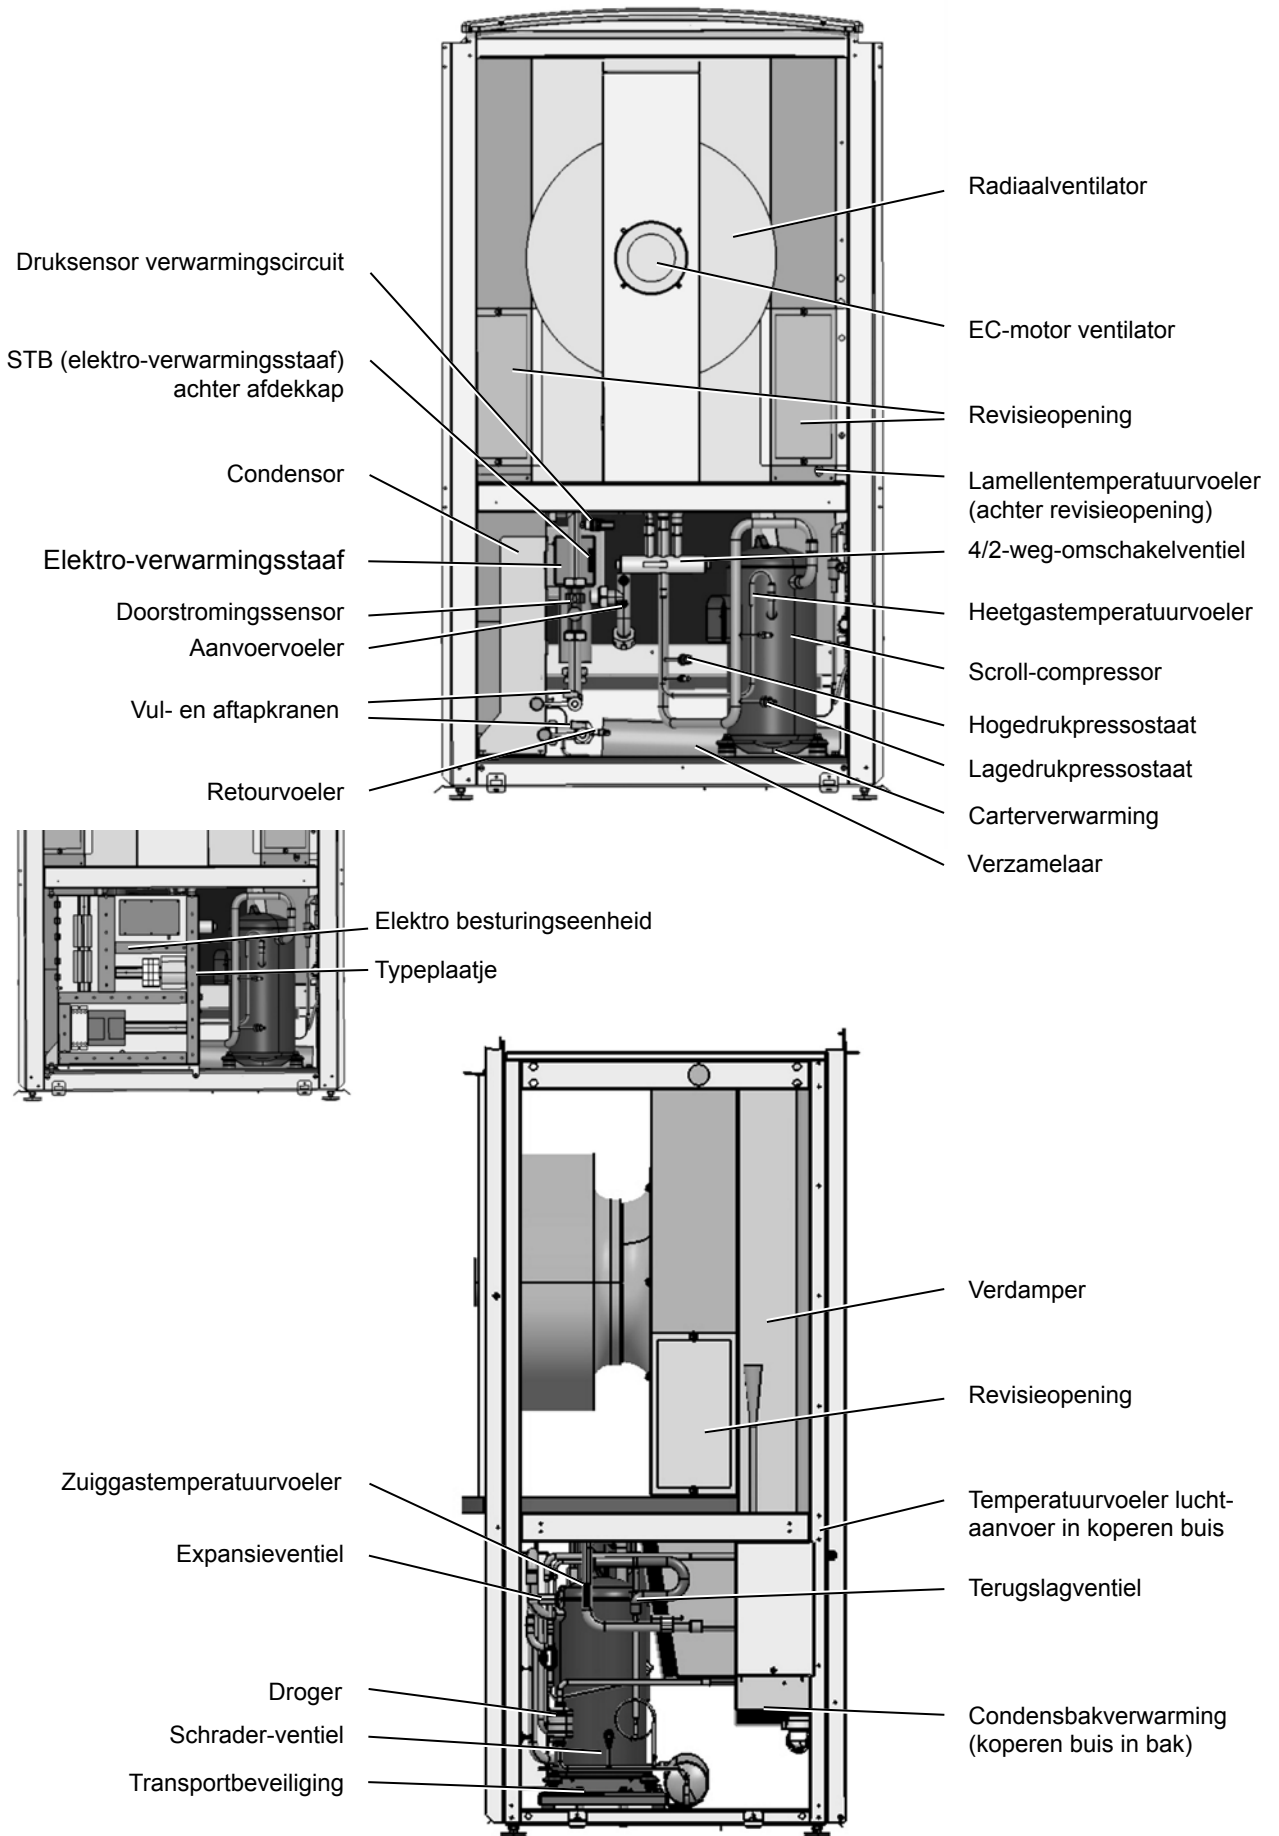 Radiaalventilator
Druksensor verwarmingscircuit
EC-motor ventilator
STB (elektro-verwarmingsstaaf)
achter afdekkap
Revisieopening
Condensor
Lamellentemperatuurvoeler
(achter revisieopening)
Elektro-verwarmingsstaaf
4/2-weg-omschakelventiel
Doorstromingssensor
Heetgastemperatuurvoeler
Aanvoervoeler
Scroll-compressor
Vul- en aftapkranen
Hogedrukpressostaat
Lagedrukpressostaat
Retourvoeler
Carterverwarming
Verzamelaar
Elektro besturingseenheid
Typeplaatje
Verdamper
Revisieopening
Zuiggastemperatuurvoeler
Temperatuurvoeler lucht-
aanvoer in koperen buis
Expansieventiel
Terugslagventiel
Droger
Condensbakverwarming
(koperen buis in bak)
Schrader-ventiel
Transportbeveiliging